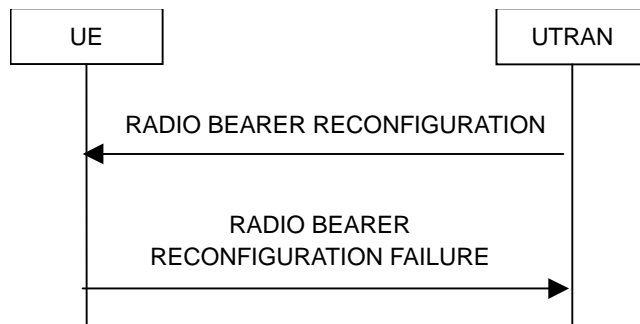 UE
UTRAN
RADIO BEARER RECONFIGURATION
RADIO BEARER
RECONFIGURATION FAILURE